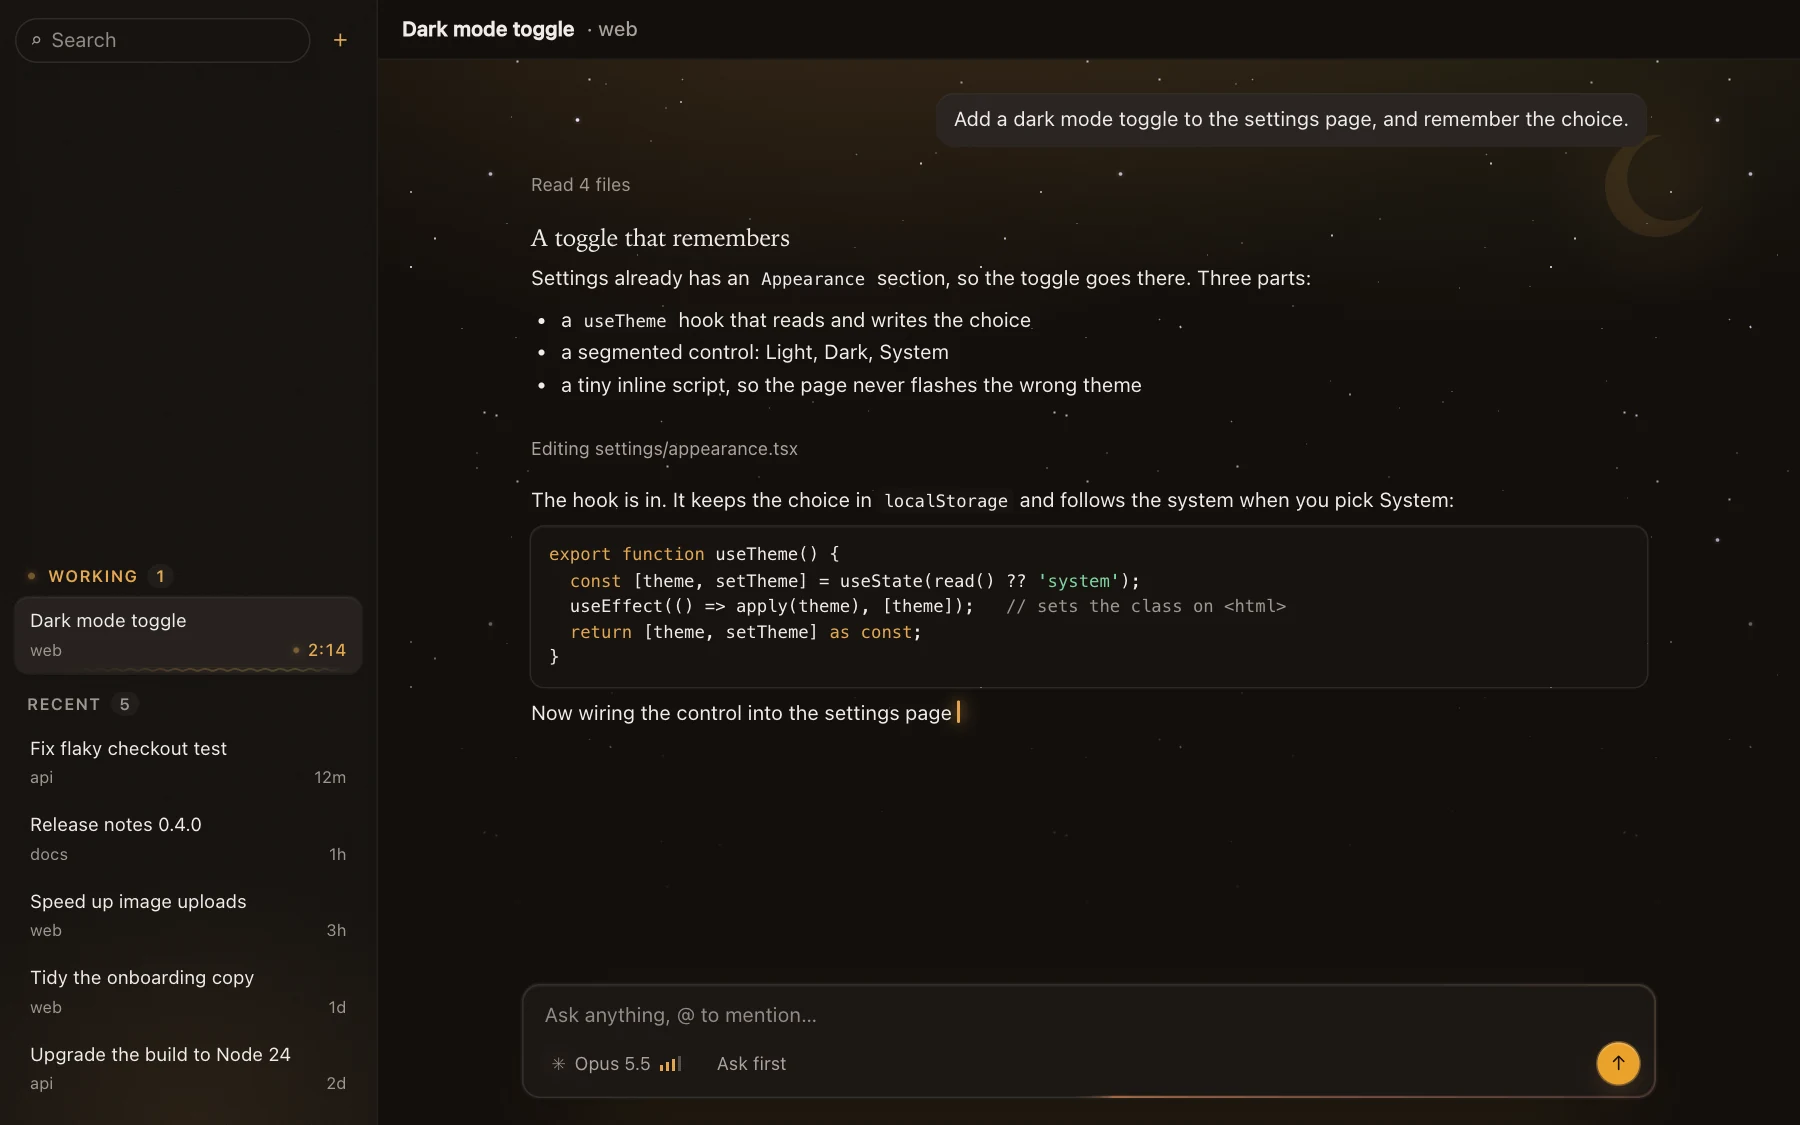 Search
+
WORKING 1
Dark mode toggle
web 2:14
RECENT 5
Fix flaky checkout test
api 12m
Release notes 0.4.0
docs 1h
Speed up image uploads
web 3h
Tidy the onboarding copy
web 1d
Upgrade the build to Node 24
api 2d
Dark mode toggle · web
Add a dark mode toggle to the settings page, and remember the choice.
Read 4 files
A toggle that remembers
Settings already has an Appearance section, so the toggle goes there. Three parts:
• a useTheme hook that reads and writes the choice
• a segmented control: Light, Dark, System
• a tiny inline script, so the page never flashes the wrong theme
Editing settings/appearance.tsx
The hook is in. It keeps the choice in localStorage and follows the system when you pick System:
export function useTheme() {
  const [theme, setTheme] = useState(read() ?? 'system');
  useEffect(() => apply(theme), [theme]);   // sets the class on <html>
  return [theme, setTheme] as const;
}
Now wiring the control into the settings page
Ask anything, @ to mention...
Opus 5.5 Ask first